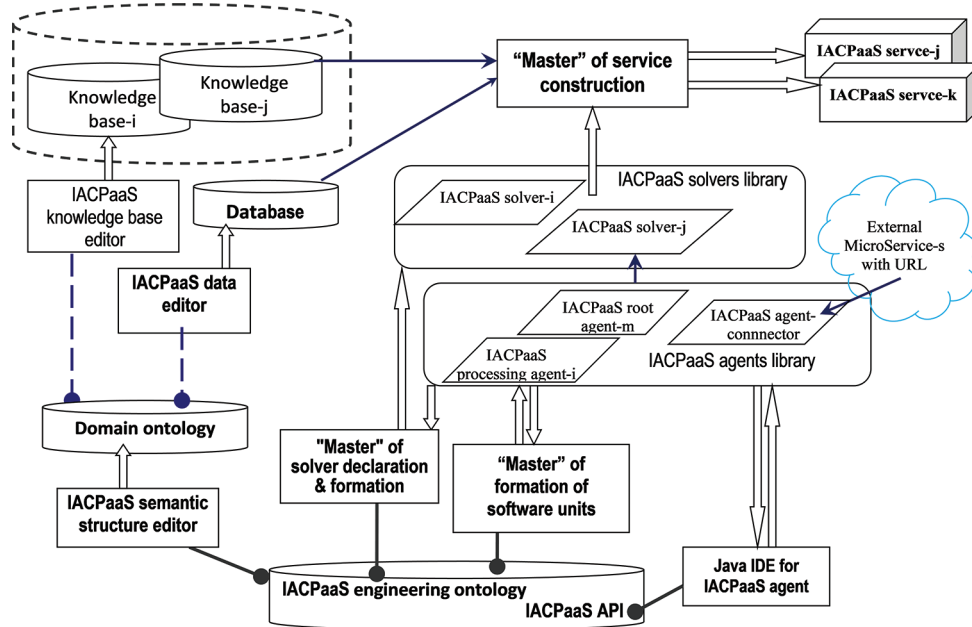 Knowledge
base-i
Knowledge
base-j
“Master” of service
construction
IACPaaS servce-j
IACPaaS servce-k
IACPaaS
knowledge base
editor
Database
IACPaaS data
editor
IACPaaS solvers library
IACPaaS solver-i
IACPaaS solver-j
External
MicroService-s
with URL
IACPaaS root
agent-m
IACPaaS agent-
connnector
IACPaaS
processing agent-i
IACPaaS agents library
Domain ontology
IACPaaS semantic
structure editor
"Master" of
solver declaration
& formation
“Master” of
formation of
software units
Java IDE for
IACPaaS agent
IACPaaS engineering ontology
IACPaaS API